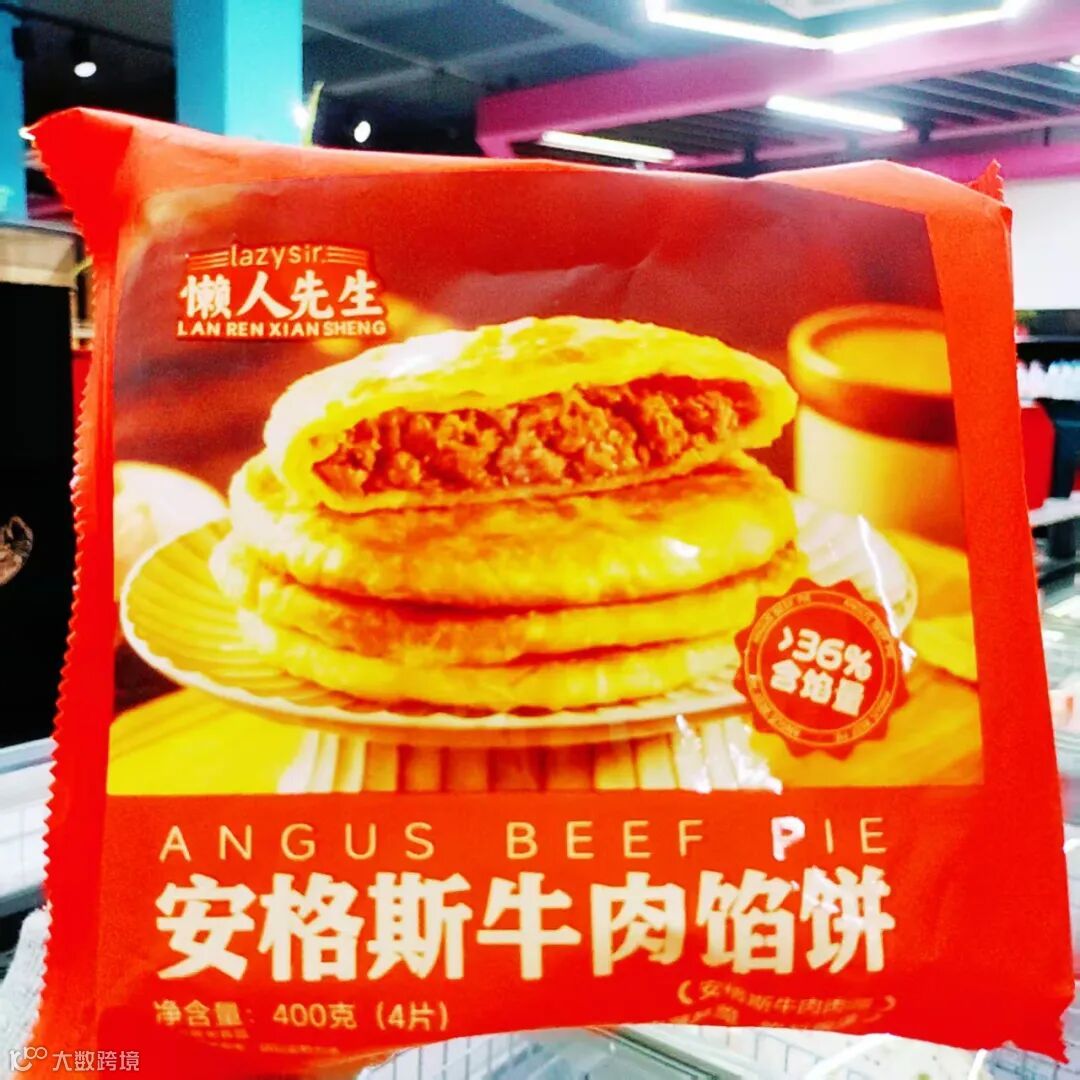 lazysir.
懒人先生
LAN REN XIAN SHENG
>36%
含馅量
ANGUS BEEF PIE
安格斯牛肉馅饼
净含量：400克（4片）
大数跨境